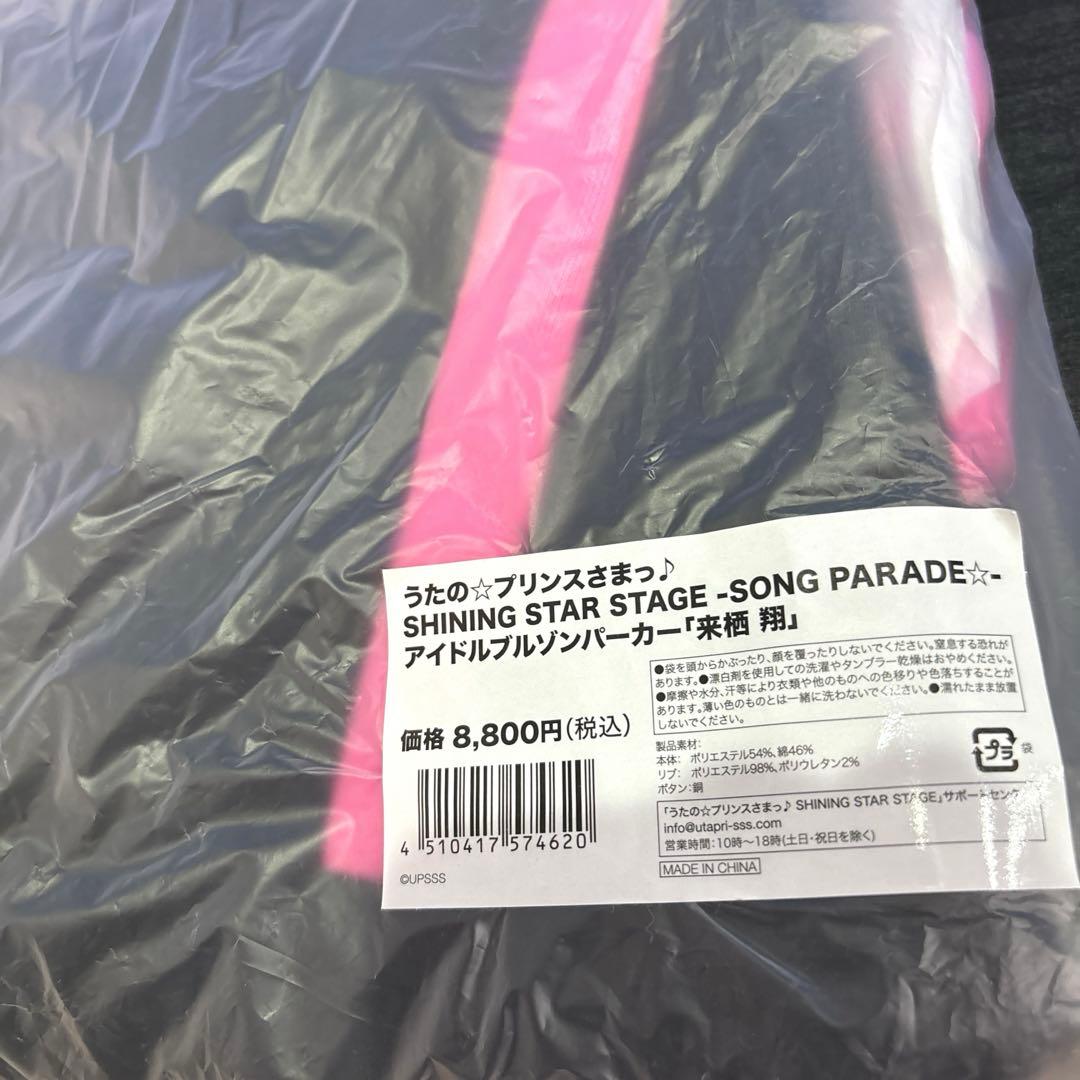 うたの☆プリンスさまっ♪
SHINING STAR STAGE -SONG PARADE☆-
アイドルブルゾンパーカー「来栖 翔」
●袋を頭からかぶったり、顔を覆ったりしないでください。窒息する恐れが
あります。●漂白剤を使用しての洗濯やタンブラー乾燥はおやめください。
●摩擦や水分、汗等により衣類や他のものへの色移りや色落ちすることが
あります。薄い色のものとは一緒に洗わないでください。●濡れたまま放置
しないでください。
価格 8,800円(税込)
製品素材:
本体: ポリエステル54%、綿46%
リブ: ポリエステル98%、ポリウレタン2%
ボタン:銅
プラ 袋
「うたの☆プリンスさまっ♪ SHINING STAR STAGE」サポートセンター
info@utapri-sss.com
営業時間:10時～18時(土日・祝日を除く)
4 510417 574620
©UPSSS
MADE IN CHINA